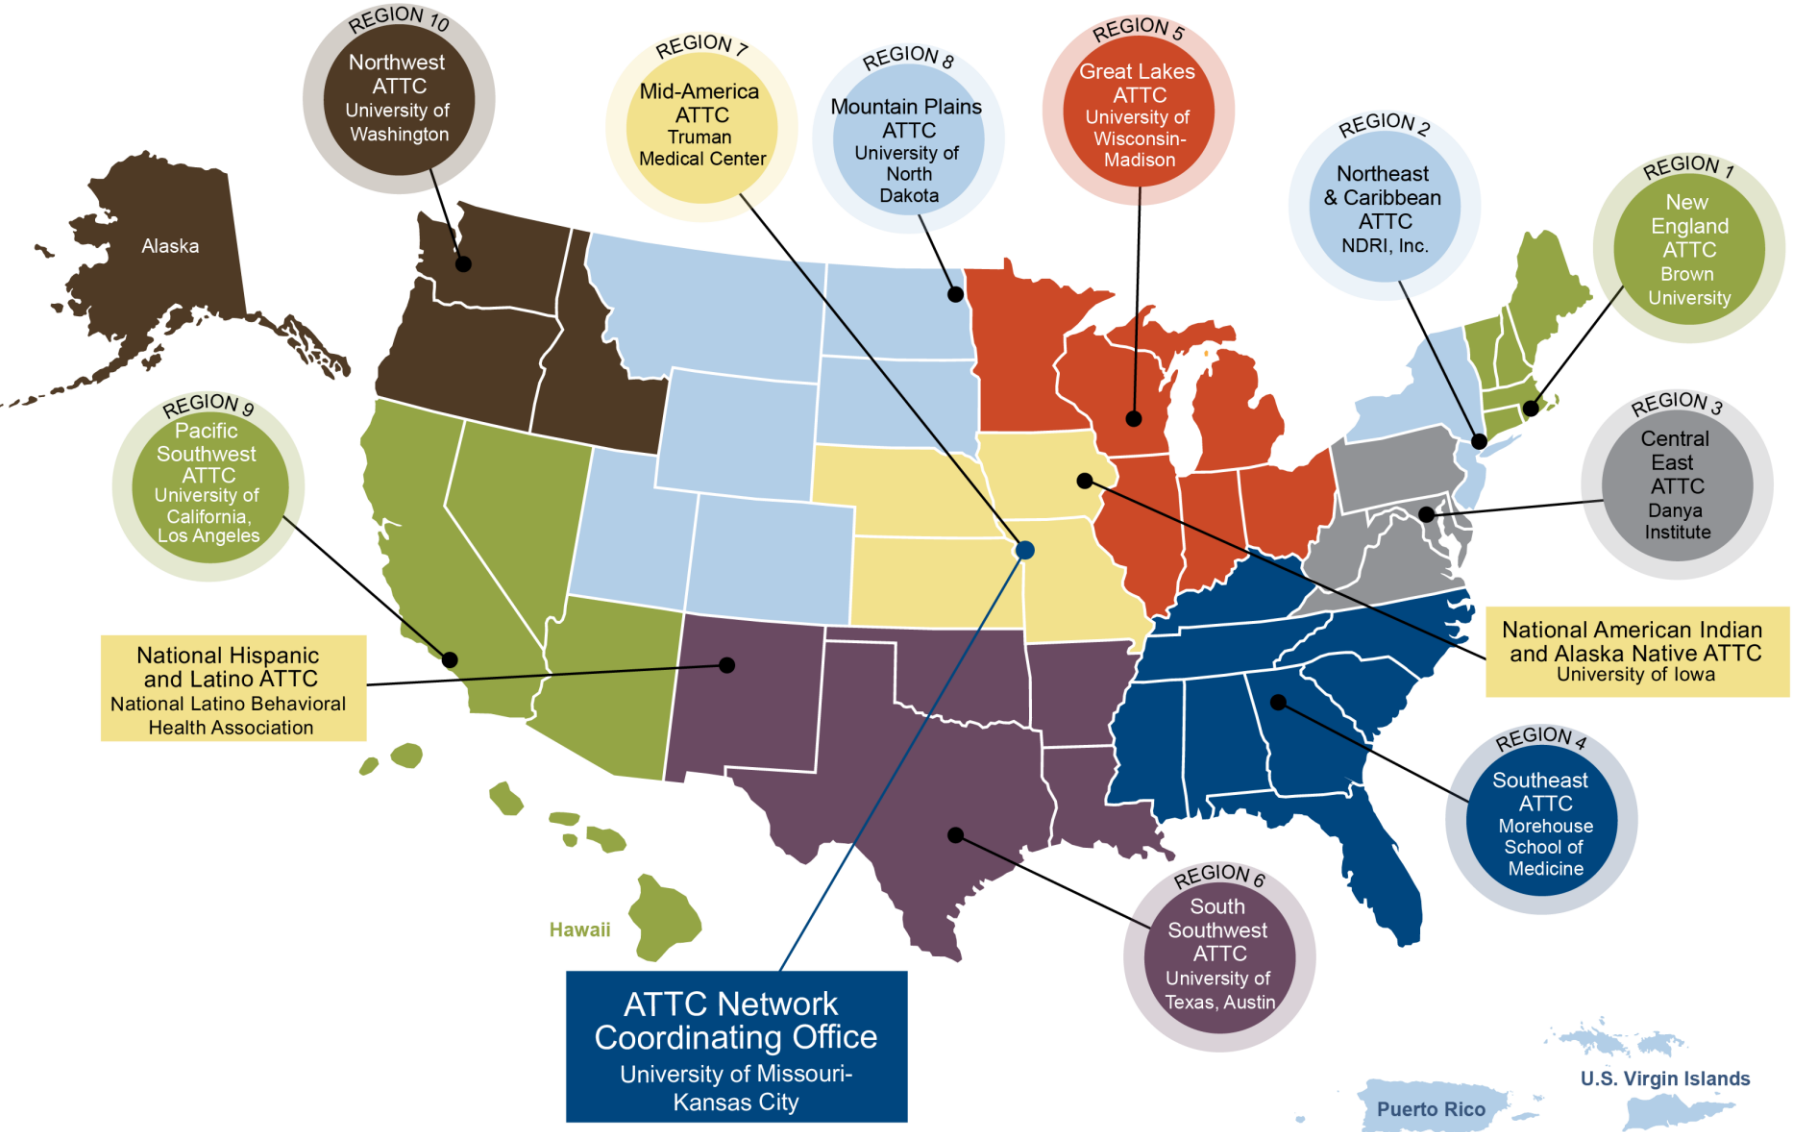 REGION 10
Northwest
ATTC
University of
Washington
REGION 7
Mid-America
ATTC
Truman
Medical Center
REGION 8
Mountain Plains
ATTC
University of
North
Dakota
REGION 5
Great Lakes
ATTC
University of
Wisconsin-
Madison
REGION 2
Northeast
& Caribbean
ATTC
NDRI, Inc.
REGION 1
New
England
ATTC
Brown
University
Alaska
REGION 9
Pacific
Southwest
ATTC
University of
California,
Los Angeles
REGION 3
Central
East
ATTC
Danya
Institute
National Hispanic
and Latino ATTC
National Latino Behavioral
Health Association
National American Indian
and Alaska Native ATTC
University of Iowa
REGION 4
Southeast
ATTC
Morehouse
School of
Medicine
REGION 6
South
Southwest
ATTC
University of
Texas, Austin
Hawaii
ATTC Network
Coordinating Office
University of Missouri-
Kansas City
U.S. Virgin Islands
Puerto Rico